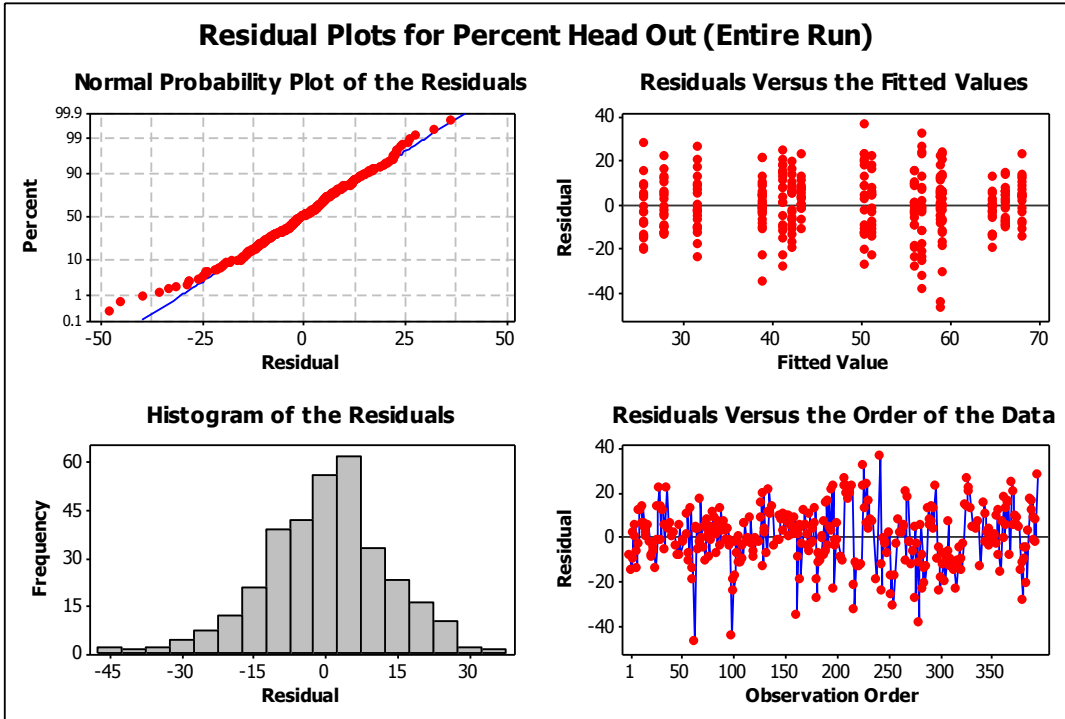 Residual Plots for Percent Head Out (Entire Run)
Normal Probability Plot of the Residuals
99.9
99
90
50
10
1
0.1
Percent
-50 -25 0 25 50
Residual
Residuals Versus the Fitted Values
40
20
0
-20
-40
Residual
30 40 50 60 70
Fitted Value
Histogram of the Residuals
60
45
30
15
0
Frequency
-45 -30 -15 0 15 30
Residual
Residuals Versus the Order of the Data
40
20
0
-20
-40
Residual
1 50 100 150 200 250 300 350
Observation Order